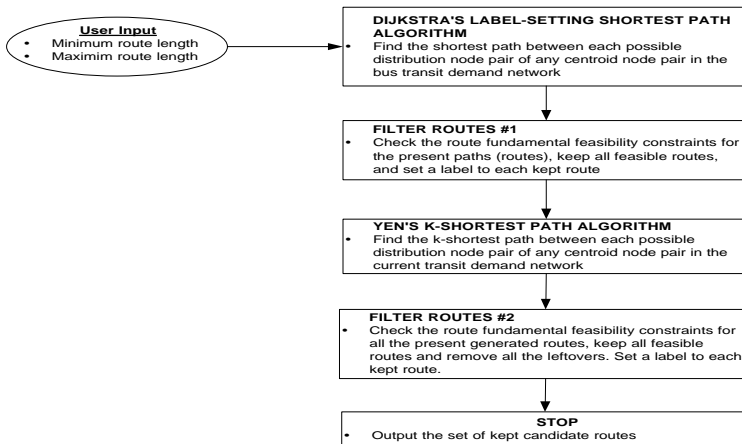 User Input
• Minimum route length
• Maximim route length
DIJKSTRA'S LABEL-SETTING SHORTEST PATH
ALGORITHM
• Find the shortest path between each possible
distribution node pair of any centroid node pair in the
bus transit demand network
FILTER ROUTES #1
• Check the route fundamental feasibility constraints for
the present paths (routes), keep all feasible routes,
and set a label to each kept route
YEN'S K-SHORTEST PATH ALGORITHM
• Find the k-shortest path between each possible
distribution node pair of any centroid node pair in the
current transit demand network
FILTER ROUTES #2
• Check the route fundamental feasibility constraints for
all the present generated routes, keep all feasible
routes and remove all the leftovers. Set a label to each
kept route.
STOP
• Output the set of kept candidate routes